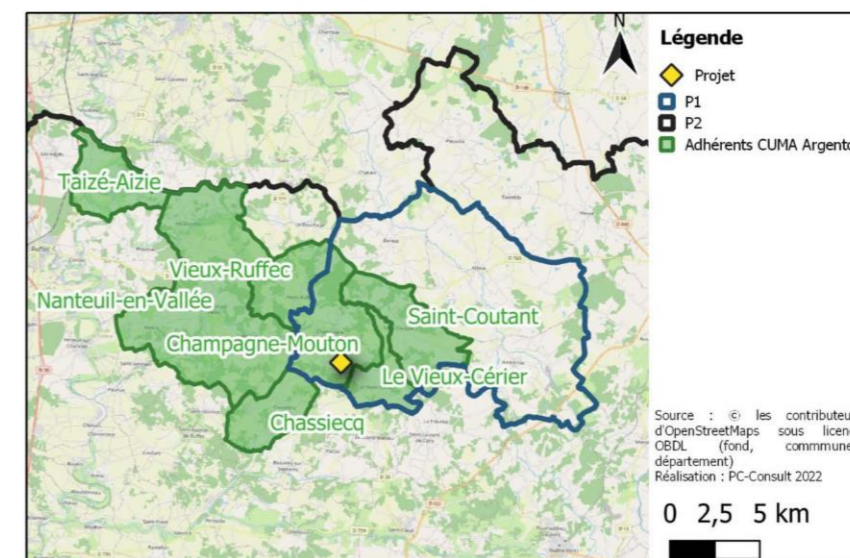 N
Légende
Projet
P1
P2
Adhérents CUMA Argento
Taizé-Aizie
Vieux-Ruffec
Nanteuil-en-Vallée
Saint-Coutant
Champagne-Mouton
Le Vieux-Cérier
Chassiecq
Source : © les contributeu
d'OpenStreetMaps sous licen
OBDL (fond, commmune
département)
Réalisation : PC-Consult 2022
0 2,5 5 km